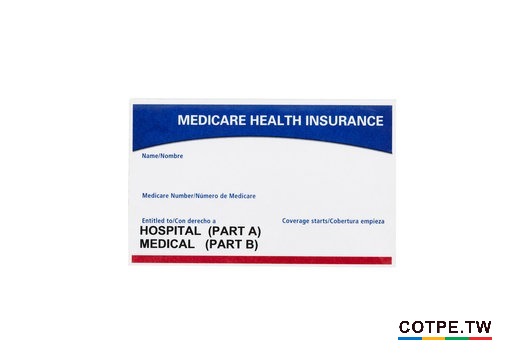 MEDICARE HEALTH INSURANCE
Name/Nombre
Medicare Number/Número de Medicare
Entitled to/Con derecho a Coverage starts/Cobertura empieza
HOSPITAL (PART A)
MEDICAL (PART B)
COTPE.TW